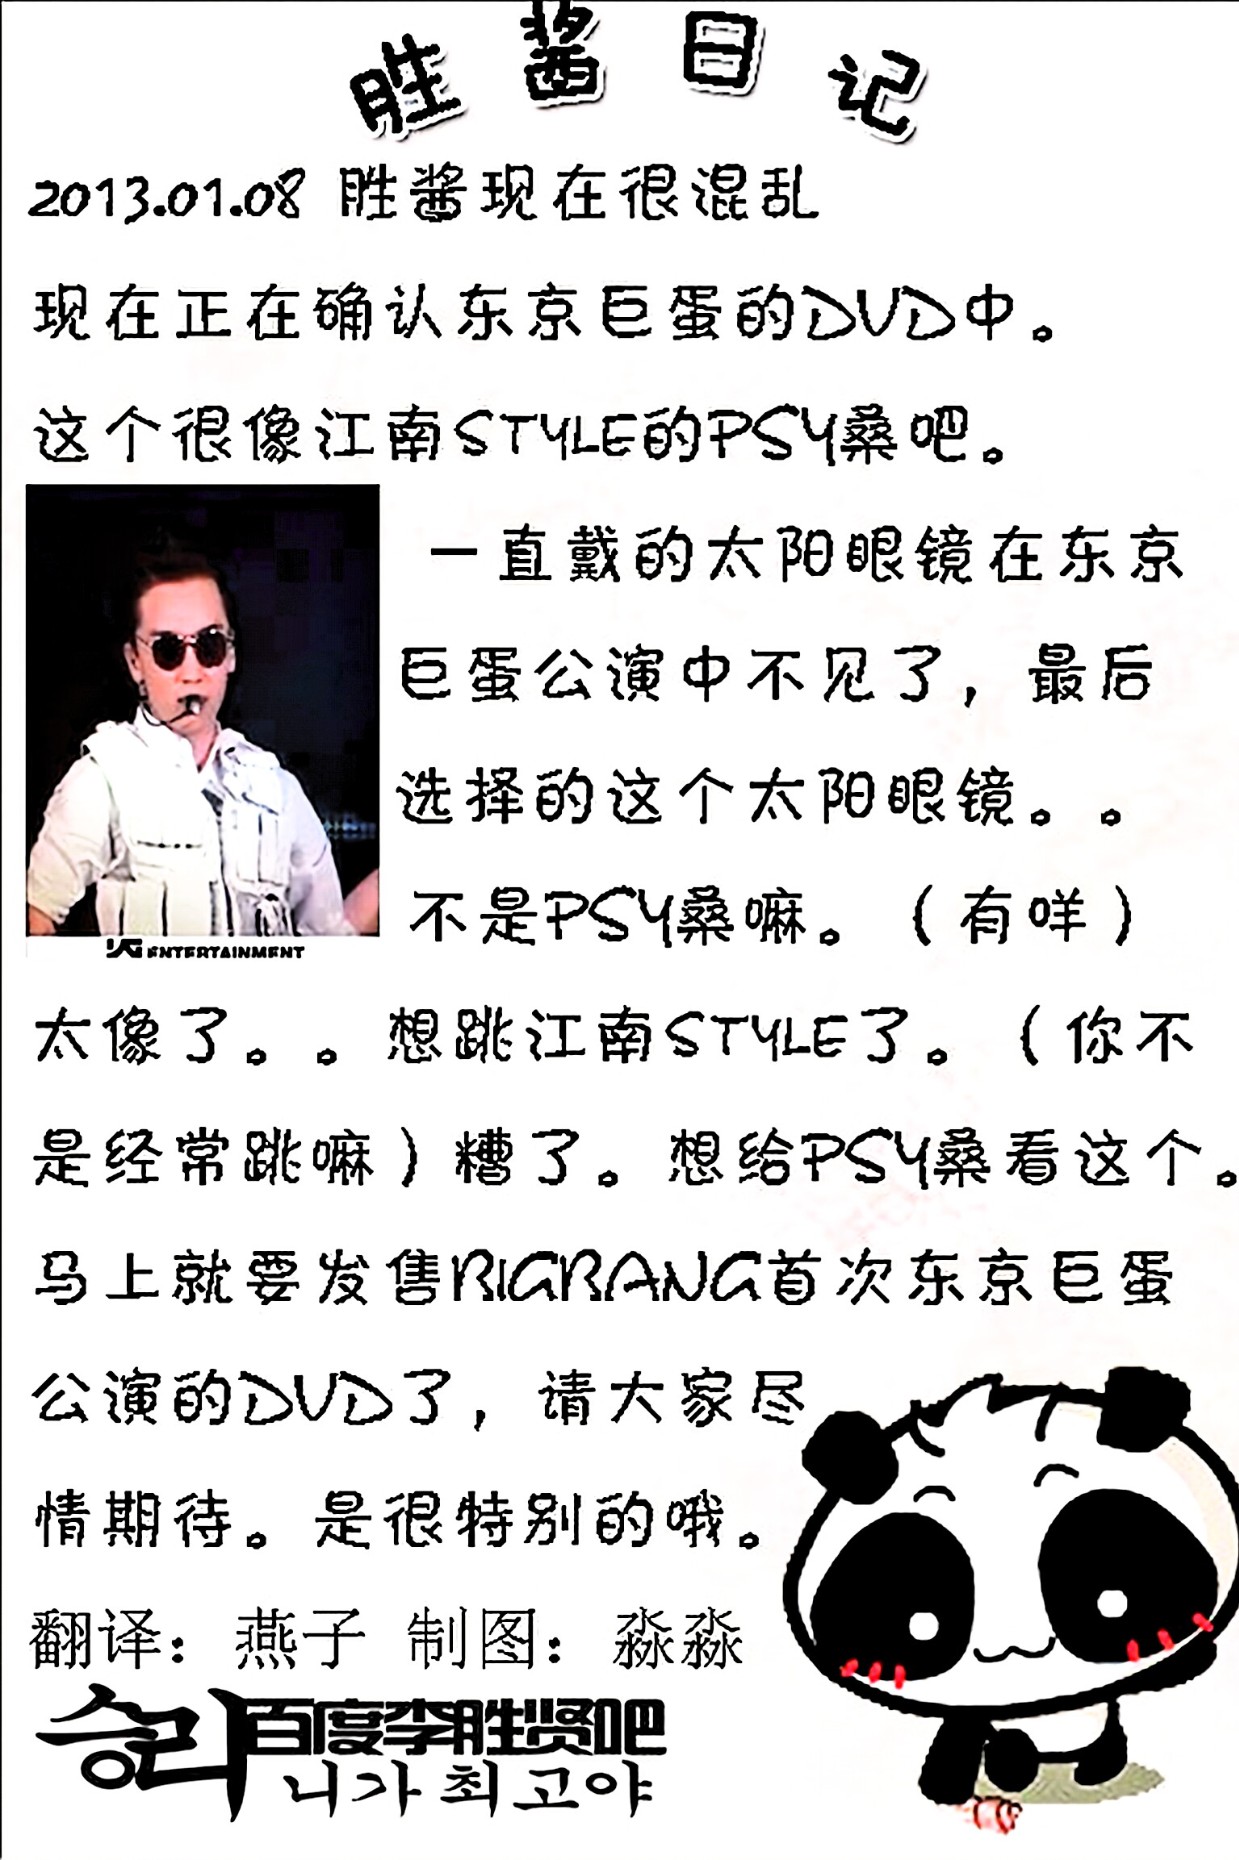 胜酱日记
2013.01.08 胜酱现在很混乱
现在正在确认东京巨蛋的DVD中。
这个很像江南STYLE的PSY桑吧。
一直戴的太阳眼镜在东京
巨蛋公演中不见了，最后
选择的这个太阳眼镜。。
不是PSY桑嘛。（有咩）
YG ENTERTAINMENT
太像了。。想跳江南STYLE了。（你不
是经常跳嘛）糟了。想给PSY桑看这个。
马上就要发售BIGBANG首次东京巨蛋
公演的DVD了，请大家尽
情期待。是很特别的哦。
翻译：燕子 制图：淼淼
승리百度李胜贤吧
니가 최고야